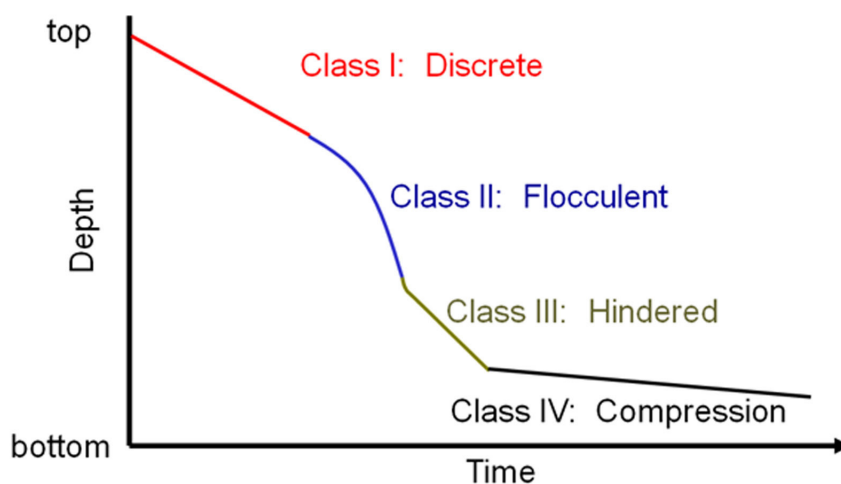 top
Class I: Discrete
Class II: Flocculent
Depth
Class III: Hindered
Class IV: Compression
bottom
Time